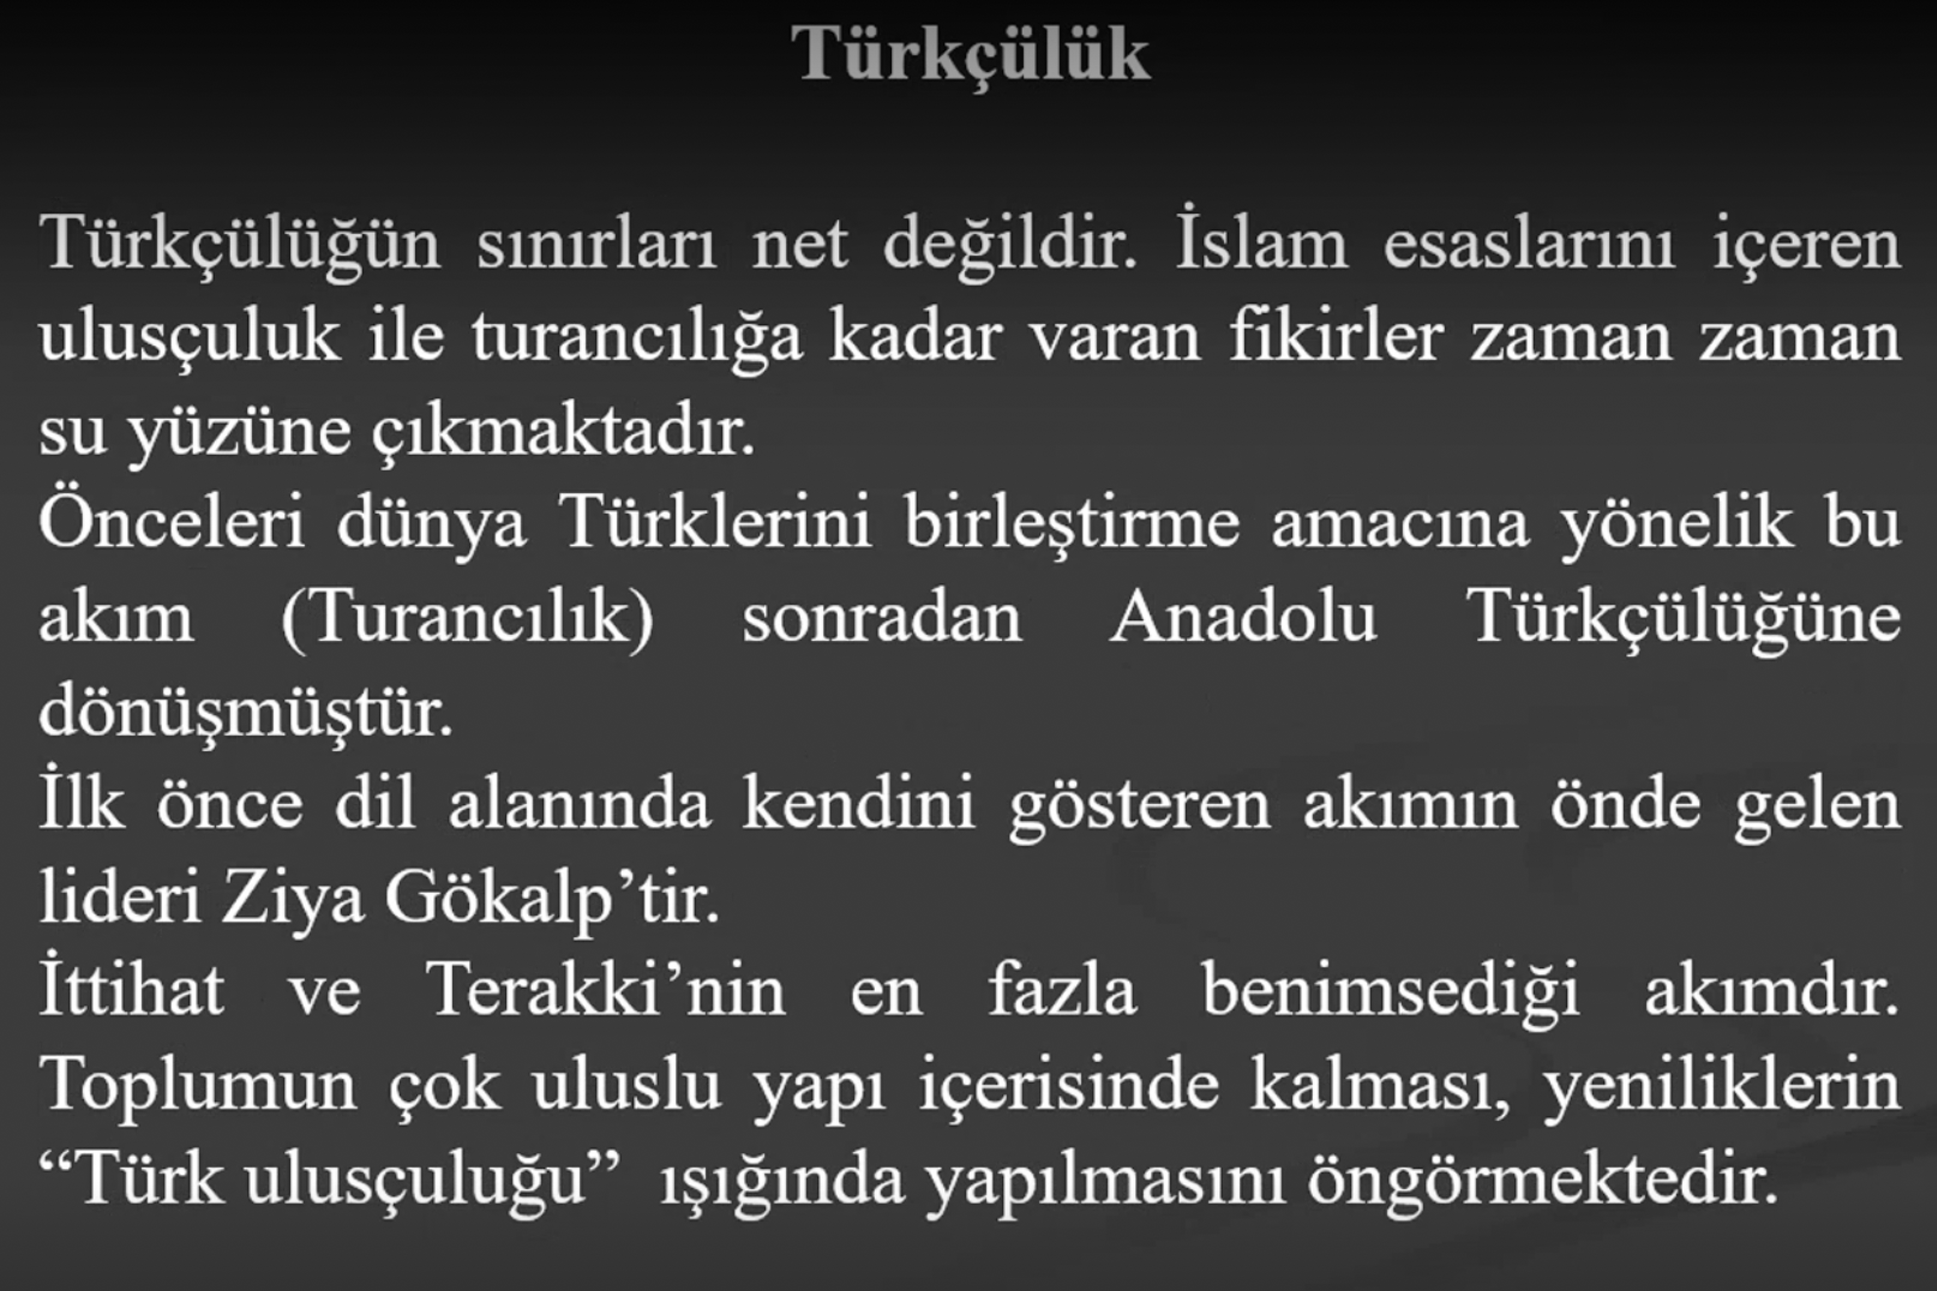 Türkçülük
Türkçülüğün sınırları net değildir. İslam esaslarını içeren
ulusçuluk ile turancılığa kadar varan fikirler zaman zaman
su yüzüne çıkmaktadır.
Önceleri dünya Türklerini birleştirme amacına yönelik bu
akım (Turancılık) sonradan Anadolu Türkçülüğüne
dönüşmüştür.
İlk önce dil alanında kendini gösteren akımın önde gelen
lideri Ziya Gökalp’tir.
İttihat ve Terakki’nin en fazla benimsediği akımdır.
Toplumun çok uluslu yapı içerisinde kalması, yeniliklerin
“Türk ulusçuluğu” ışığında yapılmasını öngörmektedir.